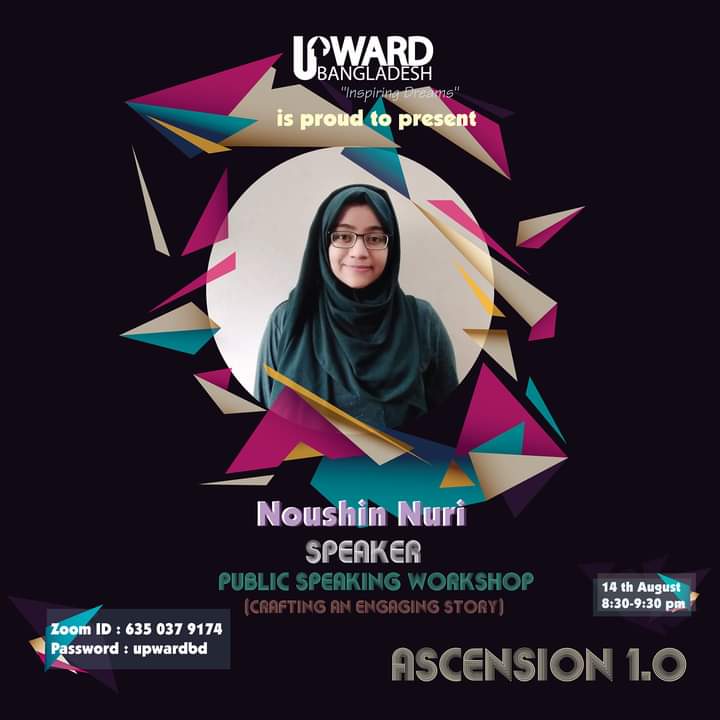 UPWARD
BANGLADESH
"Inspiring Dreams"
is proud to present
Noushin Nuri
SPEAKER
PUBLIC SPEAKING WORKSHOP
(CRAFTING AN ENGAGING STORY)
14 th August
8:30-9:30 pm
Zoom ID : 635 037 9174
Password : upwardbd
ASCENSION 1.0